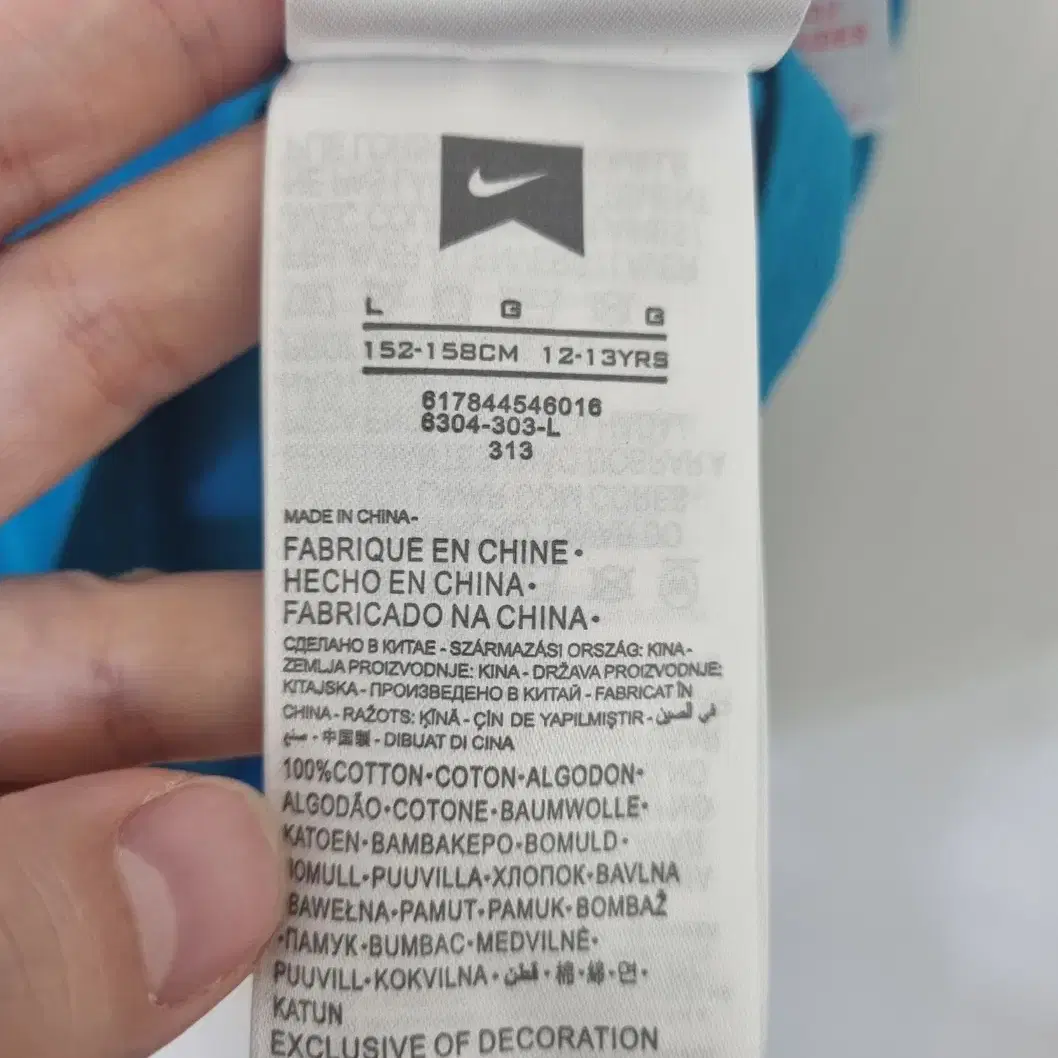 L G G
152-158CM 12-13YRS
617844546016
6304-303-L
313
MADE IN CHINA-
FABRIQUE EN CHINE •
HECHO EN CHINA•
FABRICADO NA CHINA•
СДЕЛАНО В КИТАЕ - SZÁRMAZÁSI ORSZÁG: KINA-
ZEMLJA PROIZVODNJE: KINA - DRŽAVA PROIZVODNJE:
KITAJSKA - ПРОИЗВЕДЕНО В КИТАЙ - FABRICAT ÎN
CHINA - RAŽOTS: ĶĪNĀ - ÇİN DE YAPILMIŞTIR - في الصين
صنع - 中国製 - DIBUAT DI CINA
100%COTTON•COTON•ALGODON•
ALGODÃO•COTONE•BAUMWOLLE•
KATOEN•BAMBAKEPO•BOMULD•
BOMULL•PUUVILLA•ХЛОПОК•BAVLNA
BAWEŁNA•PAMUT•PAMUK•BOMBAŽ
•ПАМУК•BUMBAC•MEDVILNĖ•
PUUVILL•KOKVILNA•قطن•棉•綿•면•
KATUN
EXCLUSIVE OF DECORATION